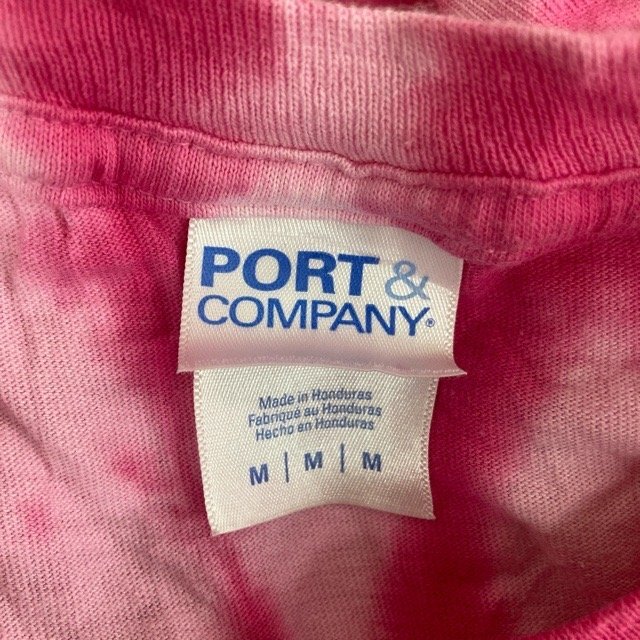 PORT &
COMPANY®
Made in Honduras
Fabriqué au Honduras
Hecho en Honduras
M | M | M